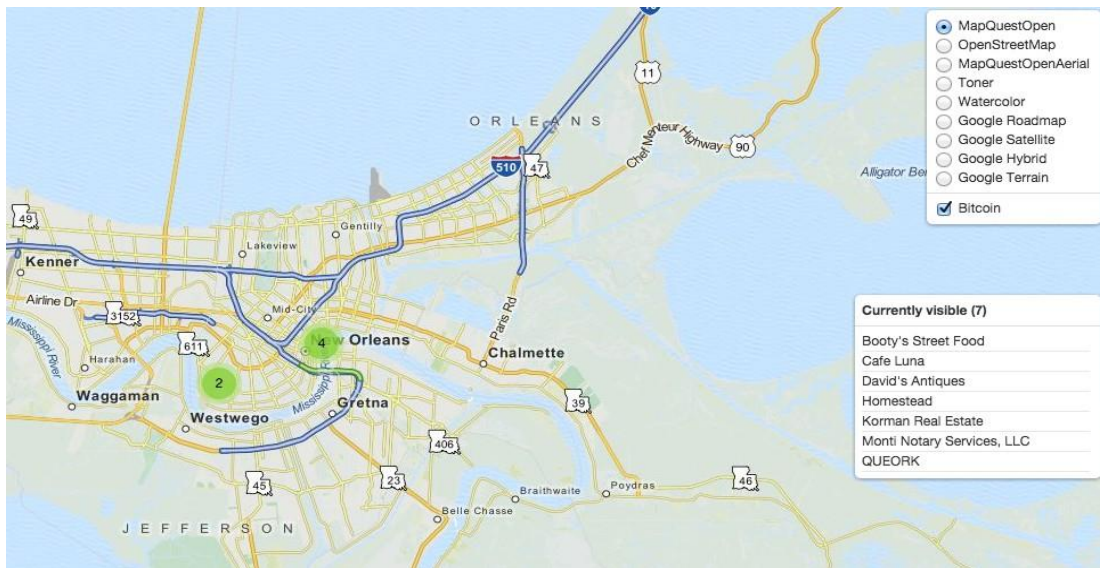 MapQuestOpen
OpenStreetMap
MapQuestOpenAerial
Toner
Watercolor
Google Roadmap
Google Satellite
Google Hybrid
Google Terrain
Bitcoin
11
ORLEANS
Chef Menteur Highway
90
510
47
Alligator
49
Gentilly
Lakeview
Kenner
Airline Dr
3152
Mid-City
Paris Rd
Currently visible (7)
Booty's Street Food
Cafe Luna
David's Antiques
Homestead
Korman Real Estate
Monti Notary Services, LLC
QUEORK
Mississippi River
611
4
New Orleans
Harahan
Chalmette
2
Waggaman
Mississippi
Gretna
39
Westwego
406
45
23
46
Braithwaite
Poydras
Belle Chasse
JEFFERSON